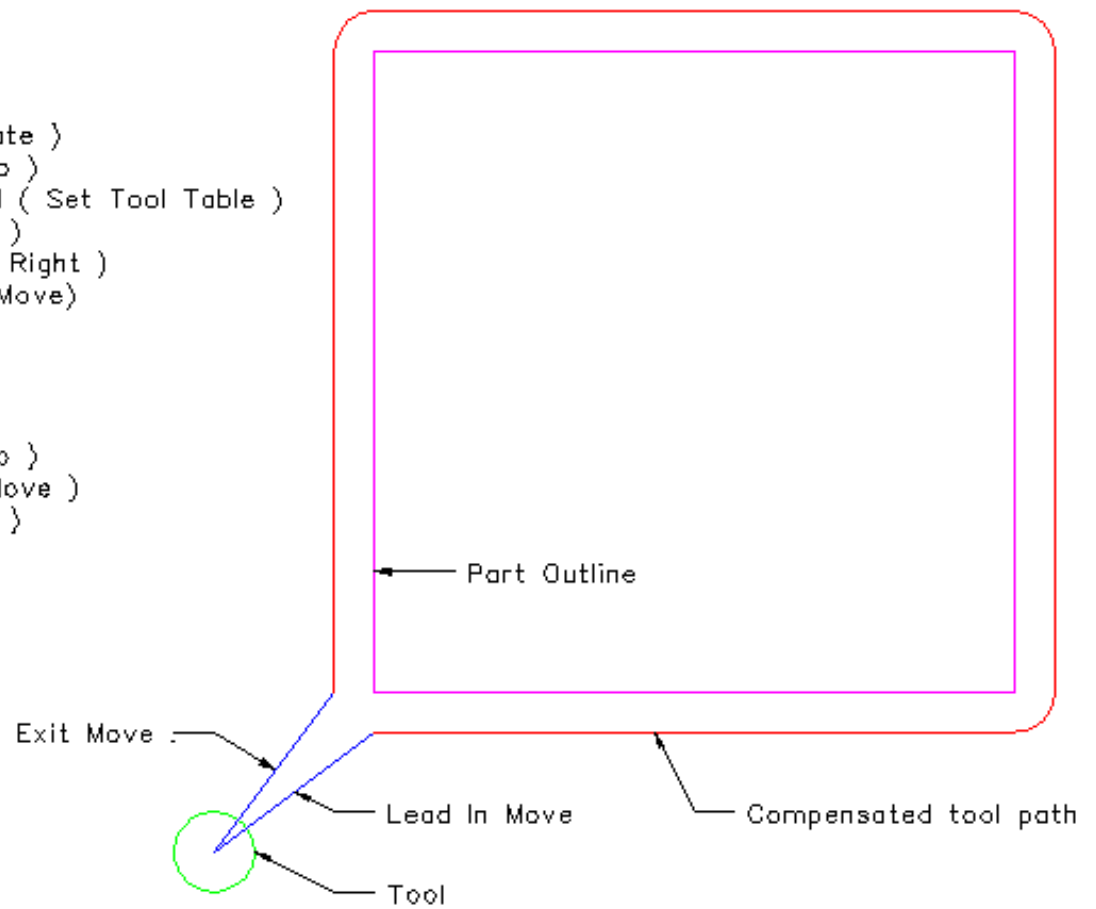 ate )
( Set Tool Table )
)
Right )
Move)
)
Move )
)
Part Outline
Exit Move
Lead In Move
Compensated tool path
Tool